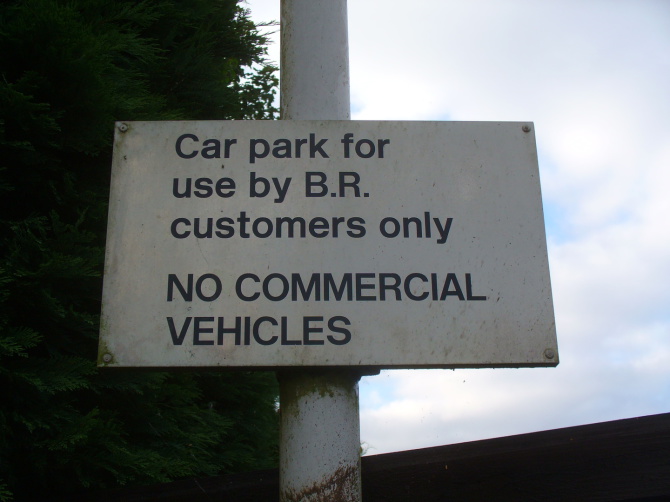 Car park for
use by B.R.
customers only
NO COMMERCIAL
VEHICLES